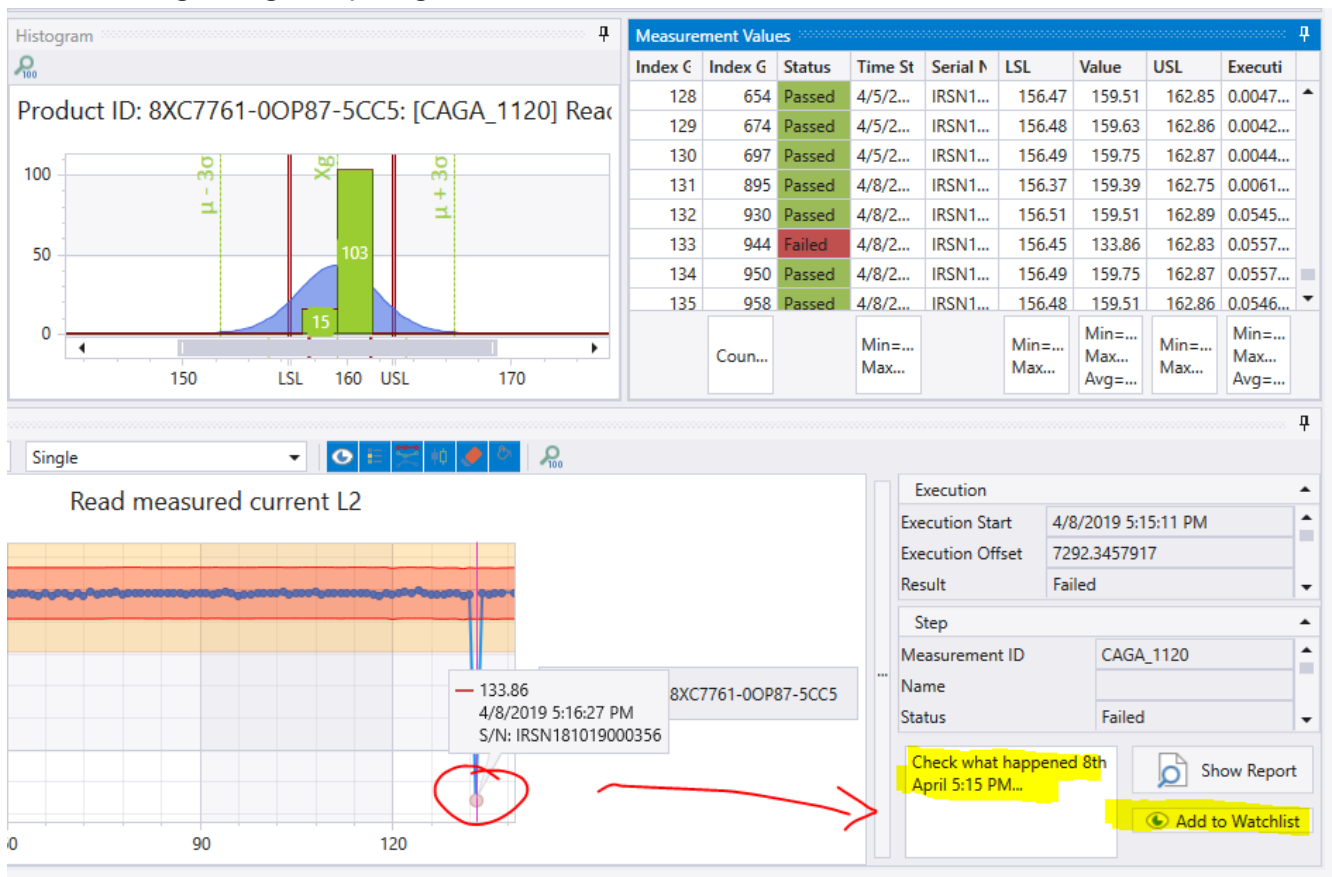 Histogram
100
Product ID: 8XC7761-0OP87-5CC5: [CAGA_1120] Read
100
50
0
μ - 3σ
Xg
μ + 3σ
103
15
150 LSL 160 USL 170
Measurement Values
Index G Index G Status Time St Serial N LSL Value USL Executi
128 654 Passed 4/5/2... IRSN1... 156.47 159.51 162.85 0.0047...
129 674 Passed 4/5/2... IRSN1... 156.48 159.63 162.86 0.0042...
130 697 Passed 4/5/2... IRSN1... 156.49 159.75 162.87 0.0044...
131 895 Passed 4/8/2... IRSN1... 156.37 159.39 162.75 0.0061...
132 930 Passed 4/8/2... IRSN1... 156.51 159.51 162.89 0.0545...
133 944 Failed 4/8/2... IRSN1... 156.45 133.86 162.83 0.0557...
134 950 Passed 4/8/2... IRSN1... 156.49 159.75 162.87 0.0557...
135 958 Passed 4/8/2... IRSN1... 156.48 159.51 162.86 0.0546...
Coun... Min=... Max... Min=... Max... Min=... Max... Avg=... Min=... Max... Min=... Max... Avg=...
Single
100
Read measured current L2
133.86
4/8/2019 5:16:27 PM
S/N: IRSN181019000356
8XC7761-0OP87-5CC5
0 90 120
...
Execution
Execution Start 4/8/2019 5:15:11 PM
Execution Offset 7292.3457917
Result Failed
Step
Measurement ID CAGA_1120
Name
Status Failed
Check what happened 8th
April 5:15 PM...
Show Report
Add to Watchlist